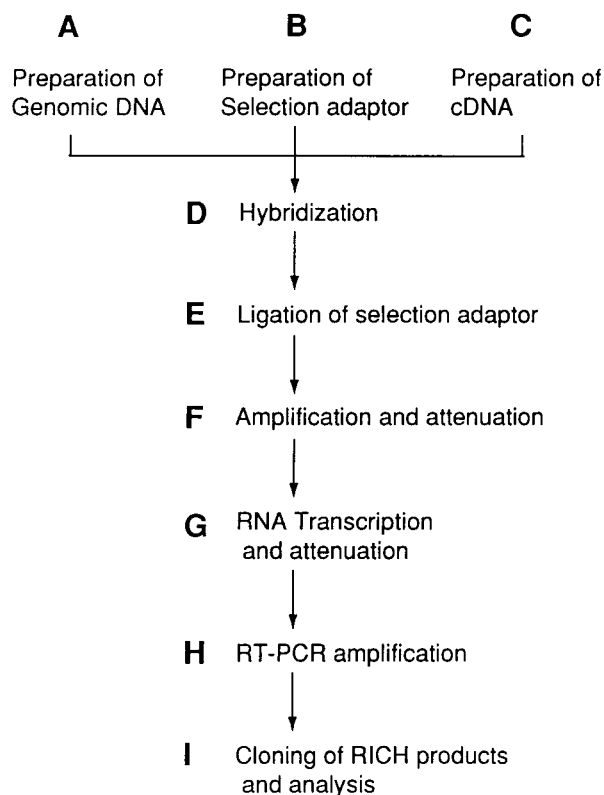 A
B
C
Preparation of
Genomic DNA
Preparation of
Selection adaptor
Preparation of
cDNA
D Hybridization
E Ligation of selection adaptor
F Amplification and attenuation
G RNA Transcription
and attenuation
H RT-PCR amplification
I Cloning of RICH products
and analysis